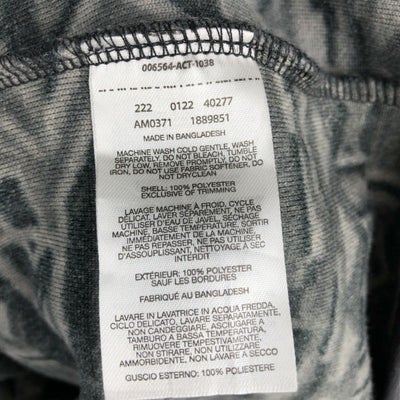 006564-ACT-1038
222 0122 40277
AM0371 1889851
MADE IN BANGLADESH
MACHINE WASH COLD GENTLE, WASH
SEPARATELY, DO NOT BLEACH, TUMBLE
DRY LOW, REMOVE PROMPTLY, DO NOT
IRON, DO NOT USE FABRIC SOFTENER, DO
NOT DRYCLEAN
SHELL: 100% POLYESTER
EXCLUSIVE OF TRIMMING
LAVAGE MACHINE À FROID, CYCLE
DÉLICAT, LAVER SÉPARÉMENT, NE PAS
UTILISER D'EAU DE JAVEL, SÉCHAGE
MACHINE, BASSE TEMPÉRATURE, SORTIR
IMMÉDIATEMENT DE LA MACHINE
NE PAS REPASSER, NE PAS UTILISER
D'ASSOUPLISSANT, NETTOYAGE À SEC
INTERDIT
EXTÉRIEUR: 100% POLYESTER
SAUF LES BORDURES
FABRIQUÉ AU BANGLADESH
LAVARE IN LAVATRICE IN ACQUA FREDDA,
CICLO DELICATO, LAVARE SEPARATAMENTE,
NON CANDEGGIARE, ASCIUGARE A
TAMBURO A BASSA TEMPERATURA,
RIMUOVERE TEMPESTIVAMENTE,
NON STIRARE, NON UTILIZZARE
AMMORBIDENTE, NON LAVARE A SECCO
GUSCIO ESTERNO: 100% POLIESTERE